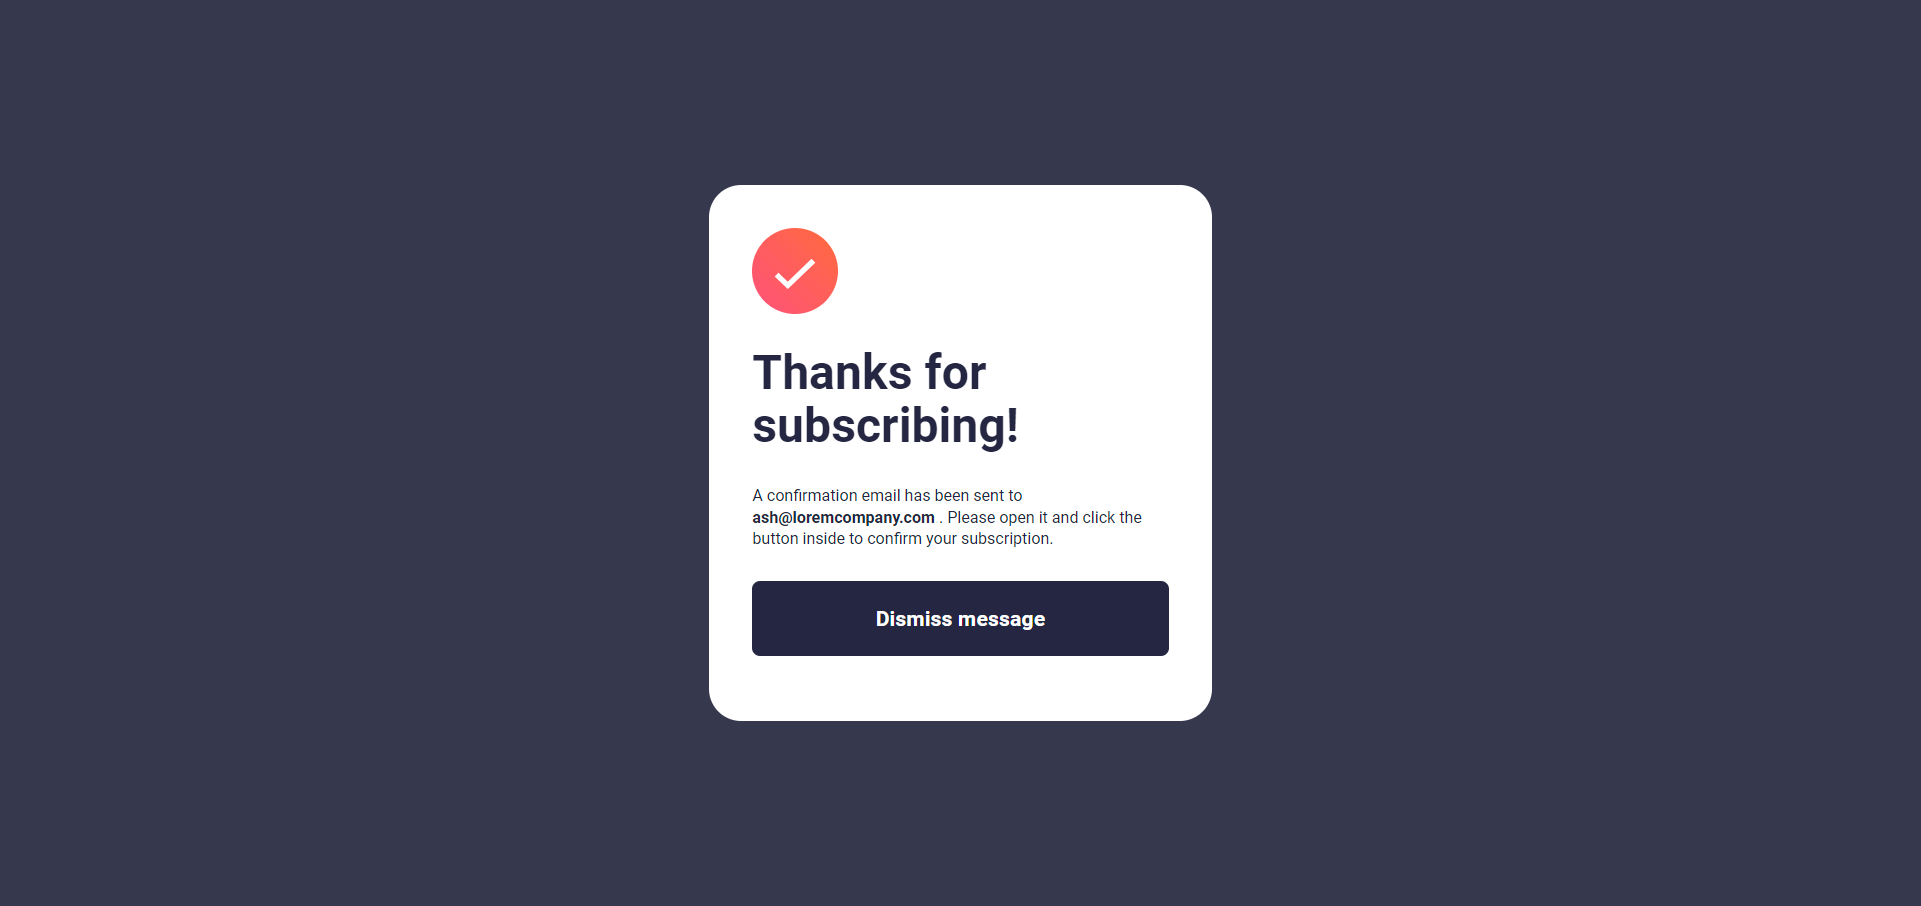 Thanks for
subscribing!
A confirmation email has been sent to
ash@loremcompany.com . Please open it and click the
button inside to confirm your subscription.
Dismiss message